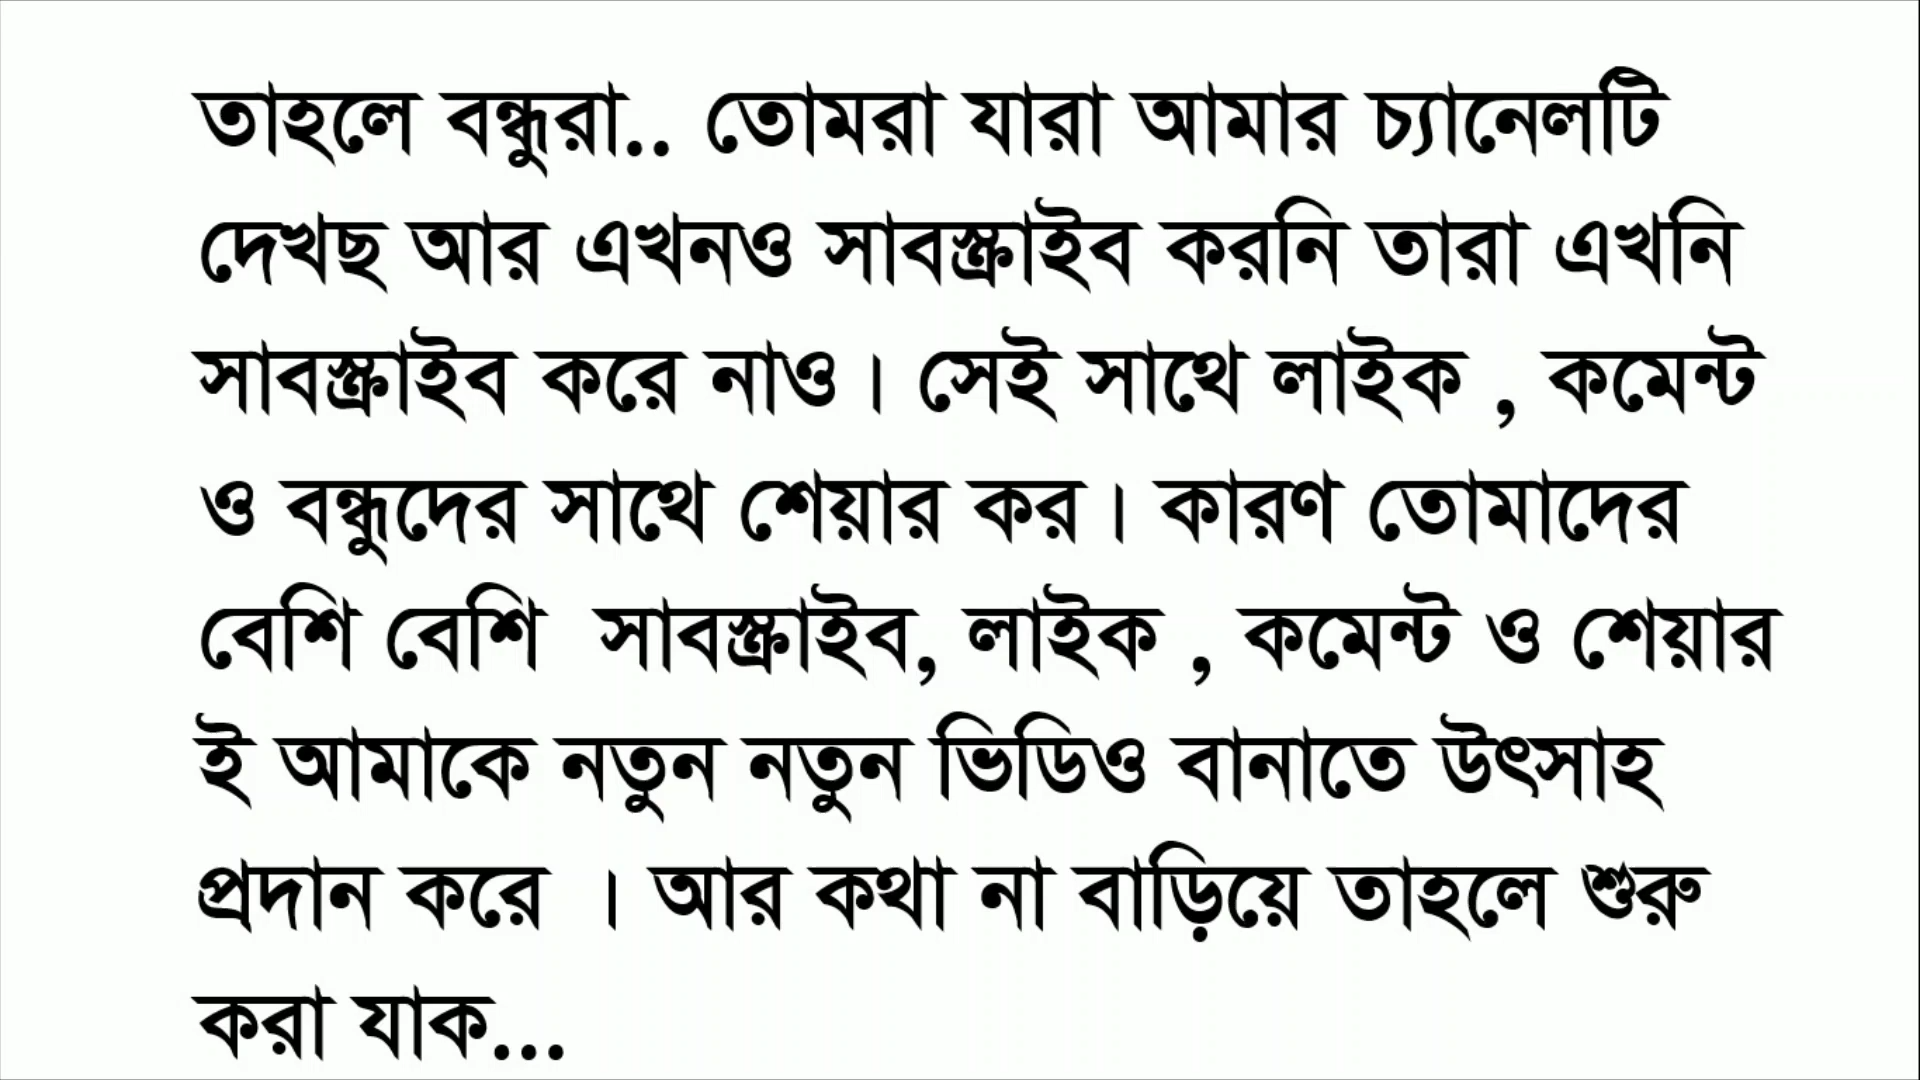 তাহলে বন্ধুরা.. তোমরা যারা আমার চ্যানেলটি
দেখছ আর এখনও সাবস্ক্রাইব করনি তারা এখনি
সাবস্ক্রাইব করে নাও । সেই সাথে লাইক , কমেন্ট
ও বন্ধুদের সাথে শেয়ার কর । কারণ তোমাদের
বেশি বেশি সাবস্ক্রাইব, লাইক , কমেন্ট ও শেয়ার
ই আমাকে নতুন নতুন ভিডিও বানাতে উৎসাহ
প্রদান করে । আর কথা না বাড়িয়ে তাহলে শুরু
করা যাক...